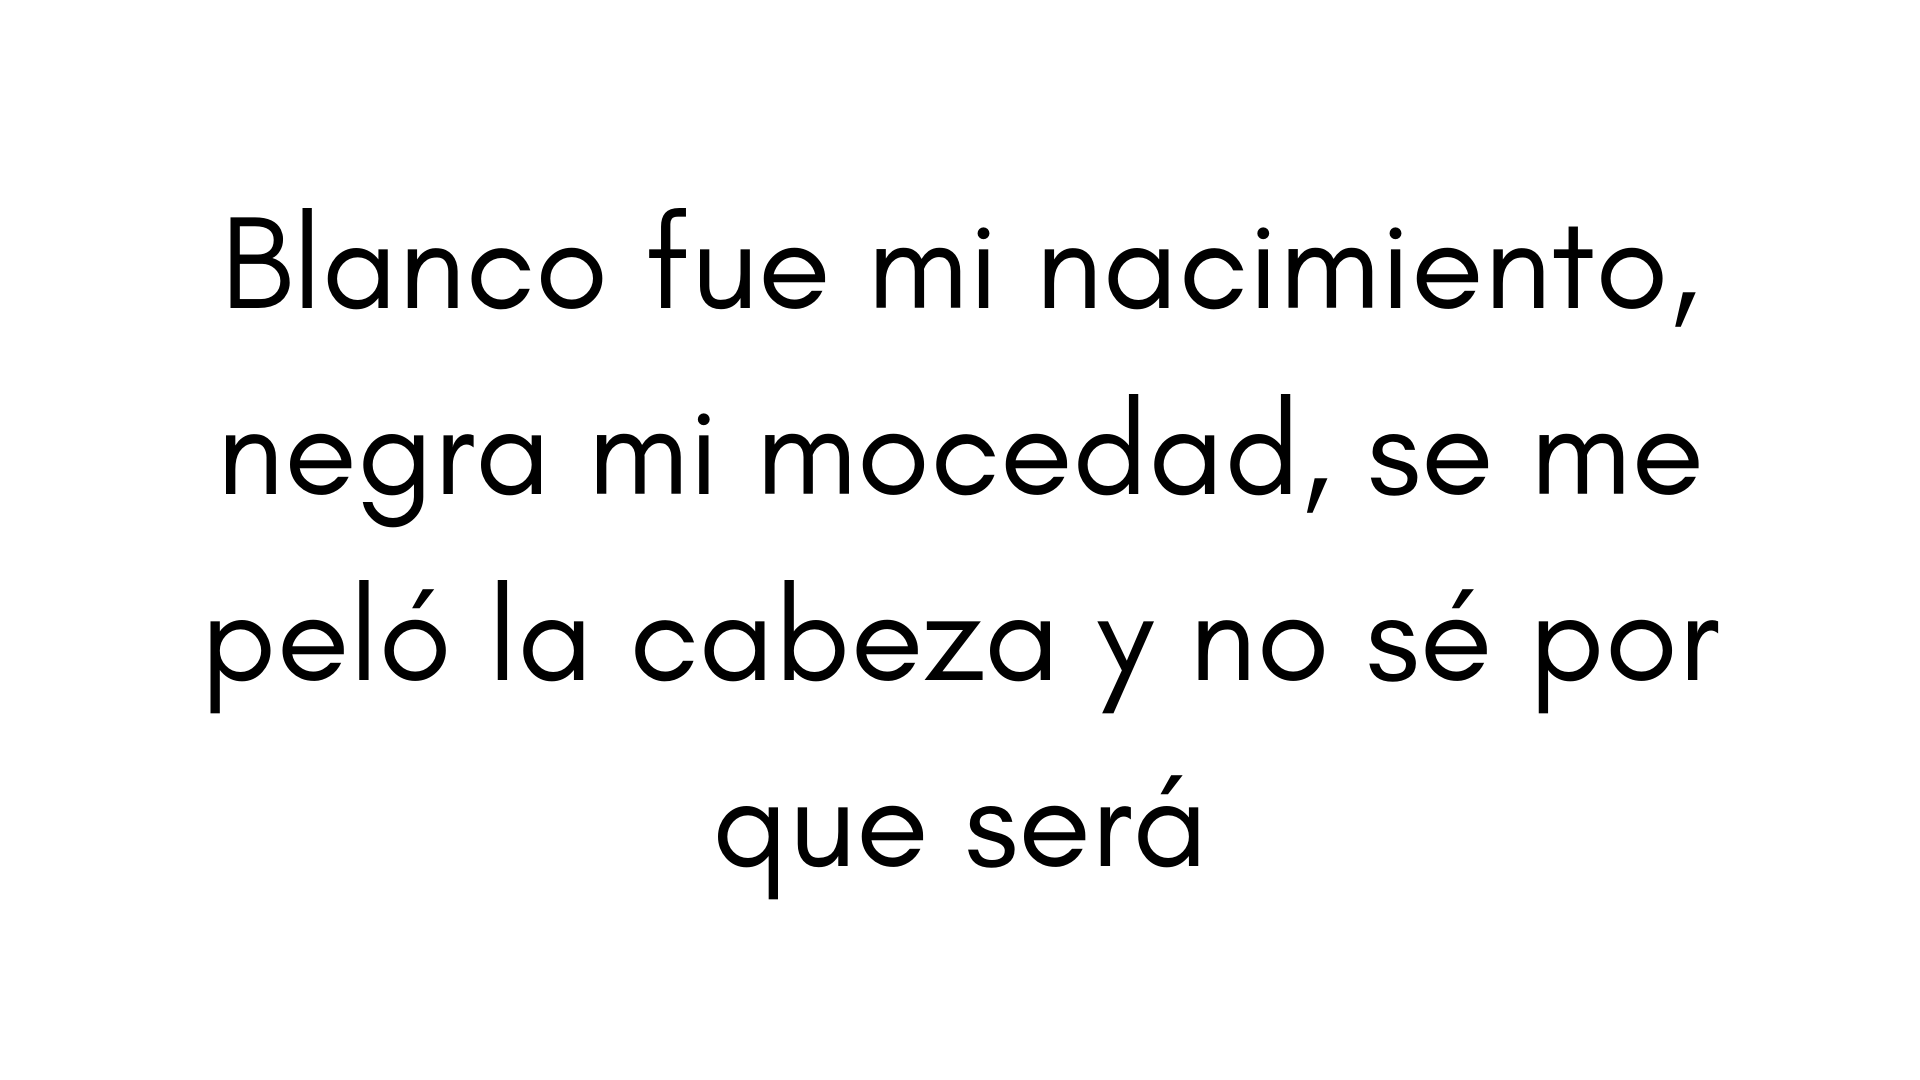 Blanco fue mi nacimiento,
negra mi mocedad, se me
peló la cabeza y no sé por
que será